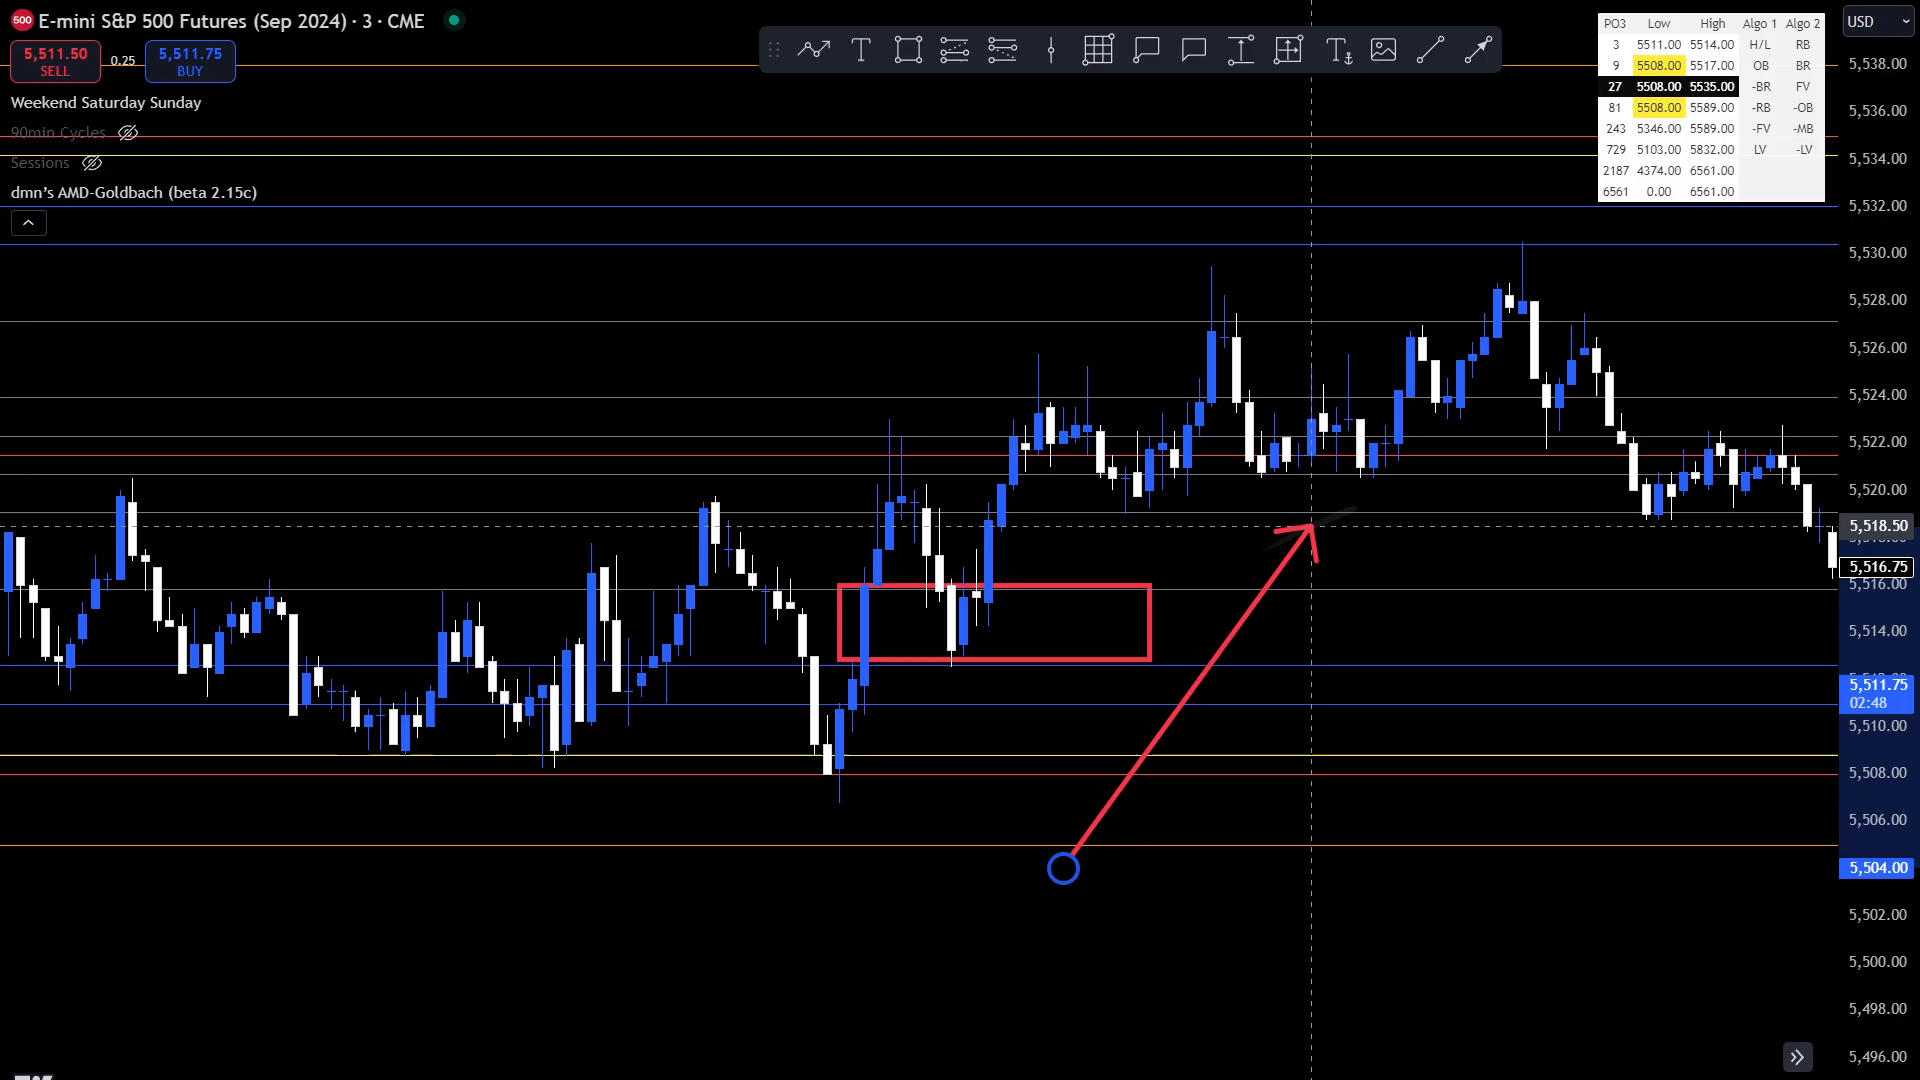 500 E-mini S&P 500 Futures (Sep 2024) · 3 · CME
5,511.50 SELL
0.25
5,511.75 BUY
Weekend Saturday Sunday
90min Cycles
Sessions
dmn's AMD-Goldbach (beta 2.15c)
PO3 Low High Algo 1 Algo 2
3 5511.00 5514.00 H/L RB
9 5508.00 5517.00 OB BR
27 5508.00 5535.00 -BR FV
81 5508.00 5589.00 -RB -OB
243 5346.00 5589.00 -FV -MB
729 5103.00 5832.00 LV -LV
2187 4374.00 6561.00
6561 0.00 6561.00
USD
5,538.00
5,536.00
5,534.00
5,532.00
5,530.00
5,528.00
5,526.00
5,524.00
5,522.00
5,520.00
5,518.50
5,516.75
5,516.00
5,514.00
5,511.75
02:48
5,510.00
5,508.00
5,506.00
5,504.00
5,502.00
5,500.00
5,498.00
5,496.00